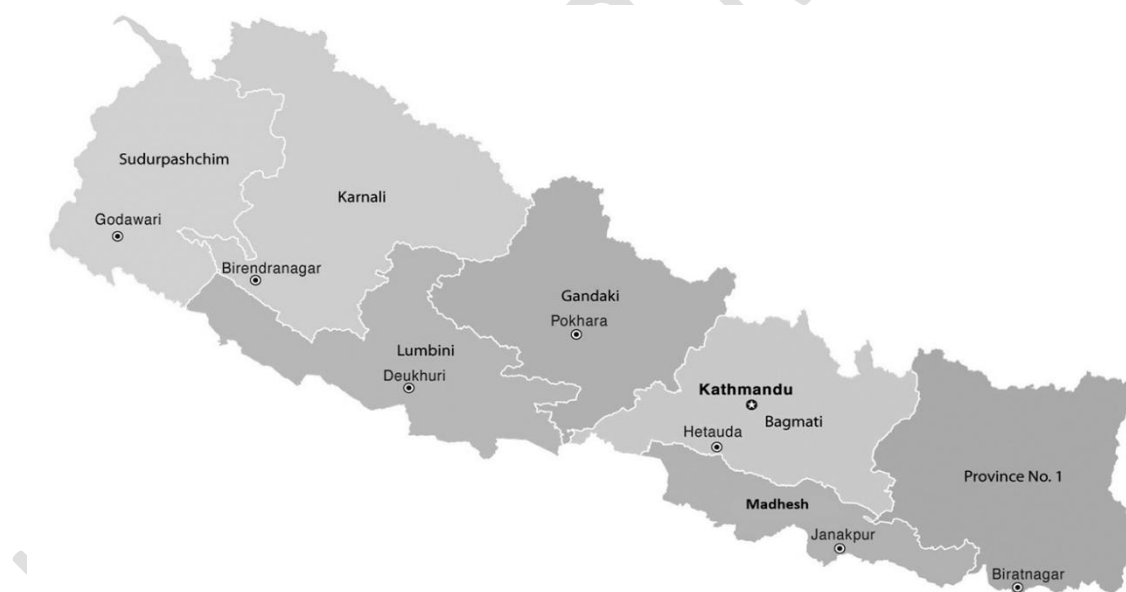 Sudurpashchim
Karnali
Godawari
Birendranagar
Gandaki
Pokhara
Lumbini
Deukhuri
Kathmandu
Bagmati
Hetauda
Province No. 1
Madhesh
Janakpur
Biratnagar